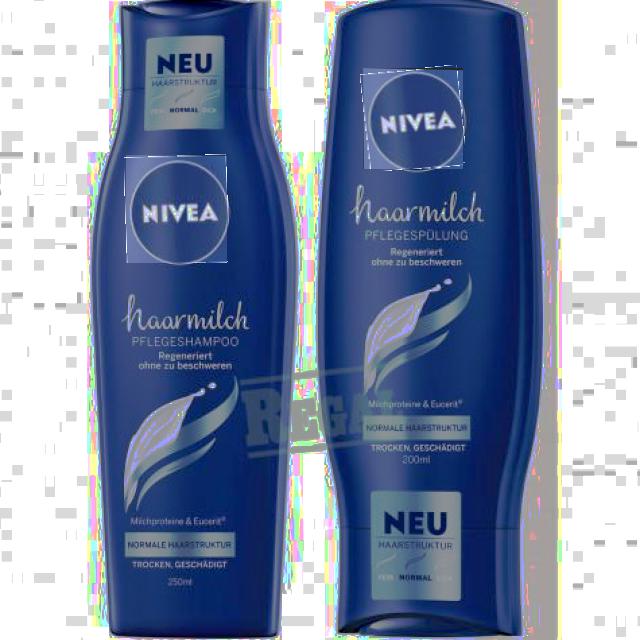 NEU
HAARSTRUKTUR
NORMAL
NIVEA
haarmilch
PFLEGESHAMPOO
Regeneriert
ohne zu beschweren
Milchproteine & Eucerit®
NORMALE HAARSTRUKTUR
TROCKEN, GESCHÄDIGT
250ml
NIVEA
haarmilch
PFLEGESPÜLUNG
Regeneriert
ohne zu beschweren
Milchproteine & Eucerit®
NORMALE HAARSTRUKTUR
TROCKEN, GESCHÄDIGT
200ml
NEU
HAARSTRUKTUR
NORMAL